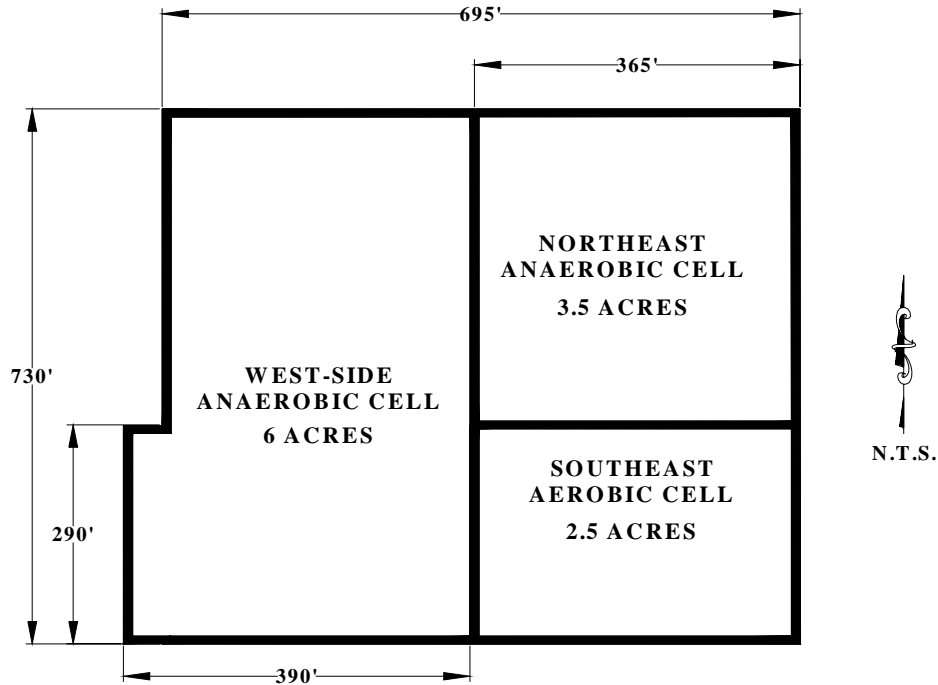 695'
365'
NORTHEAST
ANAEROBIC CELL
3.5 ACRES
730'
WEST-SIDE
ANAEROBIC CELL
6 ACRES
N.T.S.
SOUTHEAST
AEROBIC CELL
2.5 ACRES
290'
390'